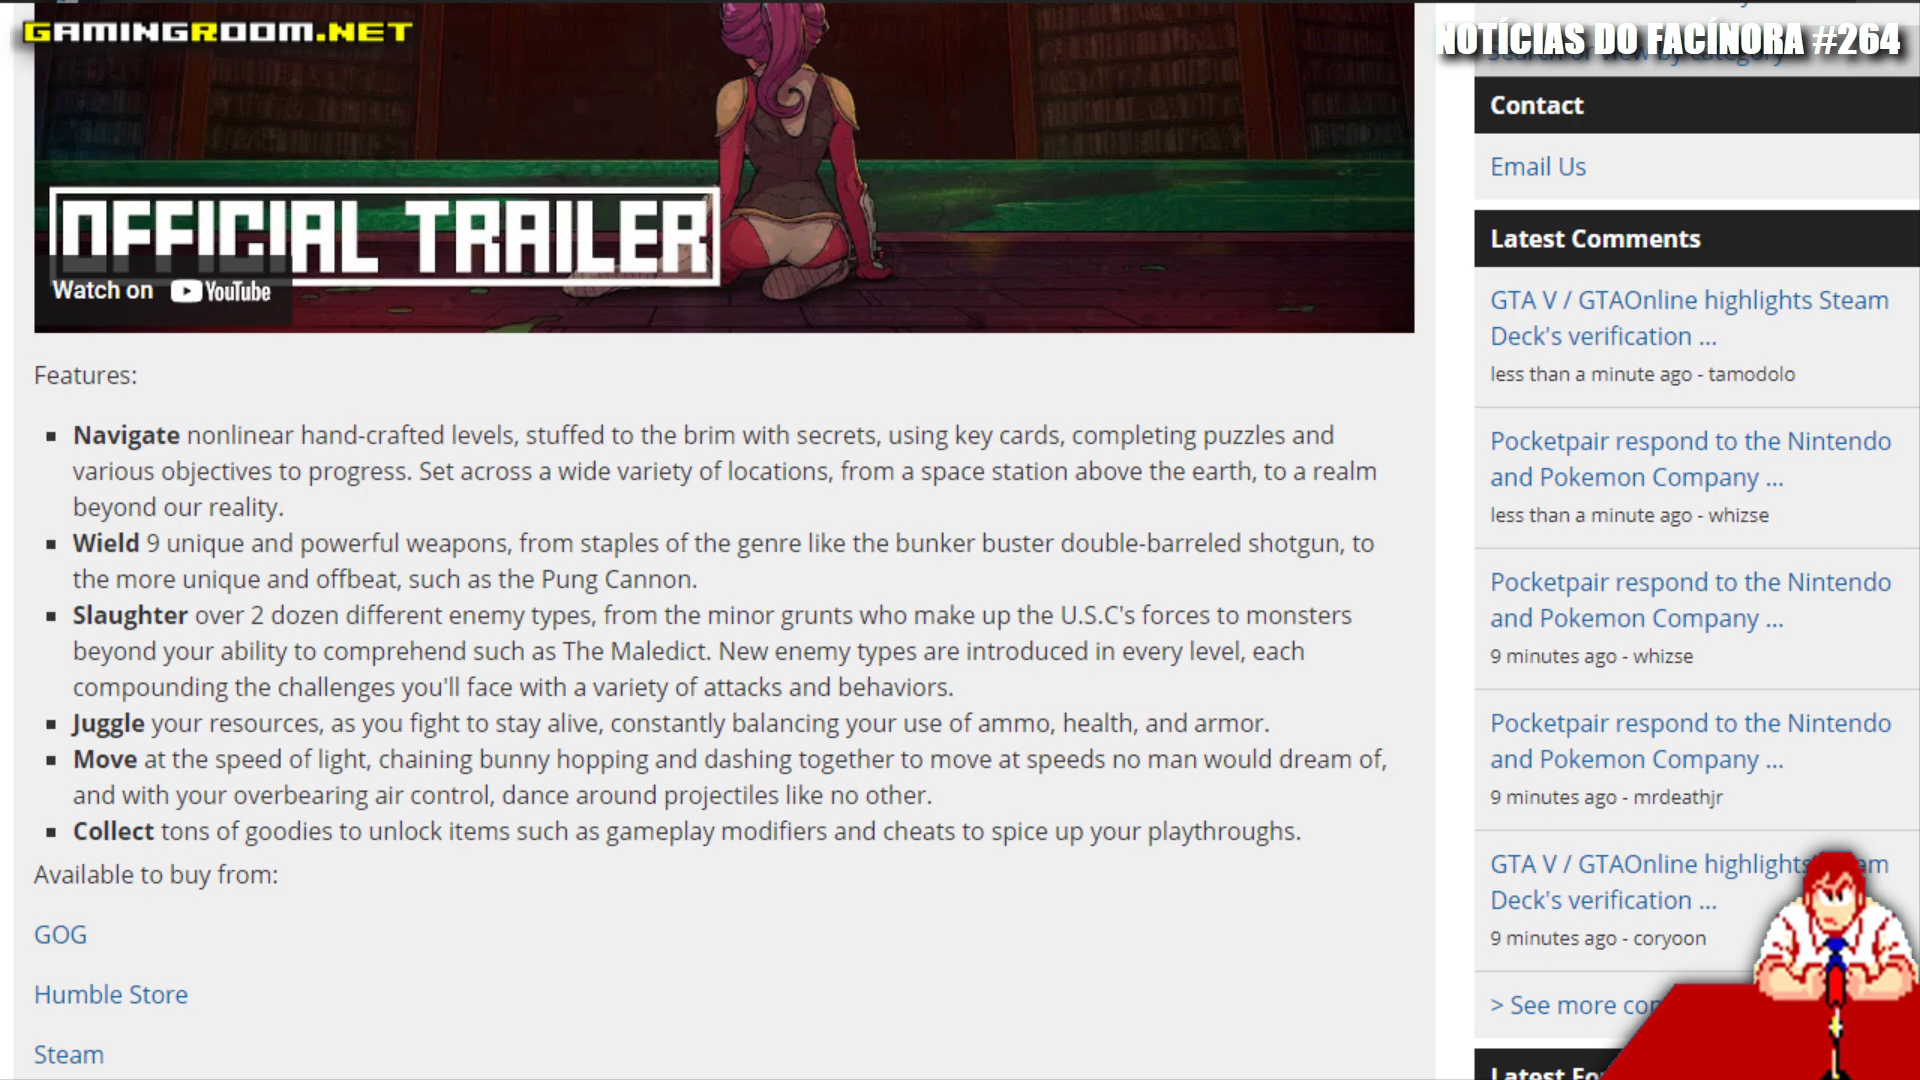 GAMINGROOM.NET
NOTÍCIAS DO FACÍNORA #264
Search or view by category
OFFICIAL TRAILER
Watch on YouTube
Features:
Navigate nonlinear hand-crafted levels, stuffed to the brim with secrets, using key cards, completing puzzles and
various objectives to progress. Set across a wide variety of locations, from a space station above the earth, to a realm
beyond our reality.
Wield 9 unique and powerful weapons, from staples of the genre like the bunker buster double-barreled shotgun, to
the more unique and offbeat, such as the Pung Cannon.
Slaughter over 2 dozen different enemy types, from the minor grunts who make up the U.S.C's forces to monsters
beyond your ability to comprehend such as The Maledict. New enemy types are introduced in every level, each
compounding the challenges you'll face with a variety of attacks and behaviors.
Juggle your resources, as you fight to stay alive, constantly balancing your use of ammo, health, and armor.
Move at the speed of light, chaining bunny hopping and dashing together to move at speeds no man would dream of,
and with your overbearing air control, dance around projectiles like no other.
Collect tons of goodies to unlock items such as gameplay modifiers and cheats to spice up your playthroughs.
Available to buy from:
GOG
Humble Store
Steam
Contact
Email Us
Latest Comments
GTA V / GTAOnline highlights Steam
Deck's verification ...
less than a minute ago - tamodolo
Pocketpair respond to the Nintendo
and Pokemon Company ...
less than a minute ago - whizse
Pocketpair respond to the Nintendo
and Pokemon Company ...
9 minutes ago - whizse
Pocketpair respond to the Nintendo
and Pokemon Company ...
9 minutes ago - mrdeathjr
GTA V / GTAOnline highlights
Deck's verification ...
9 minutes ago - coryoon
> See more
Latest